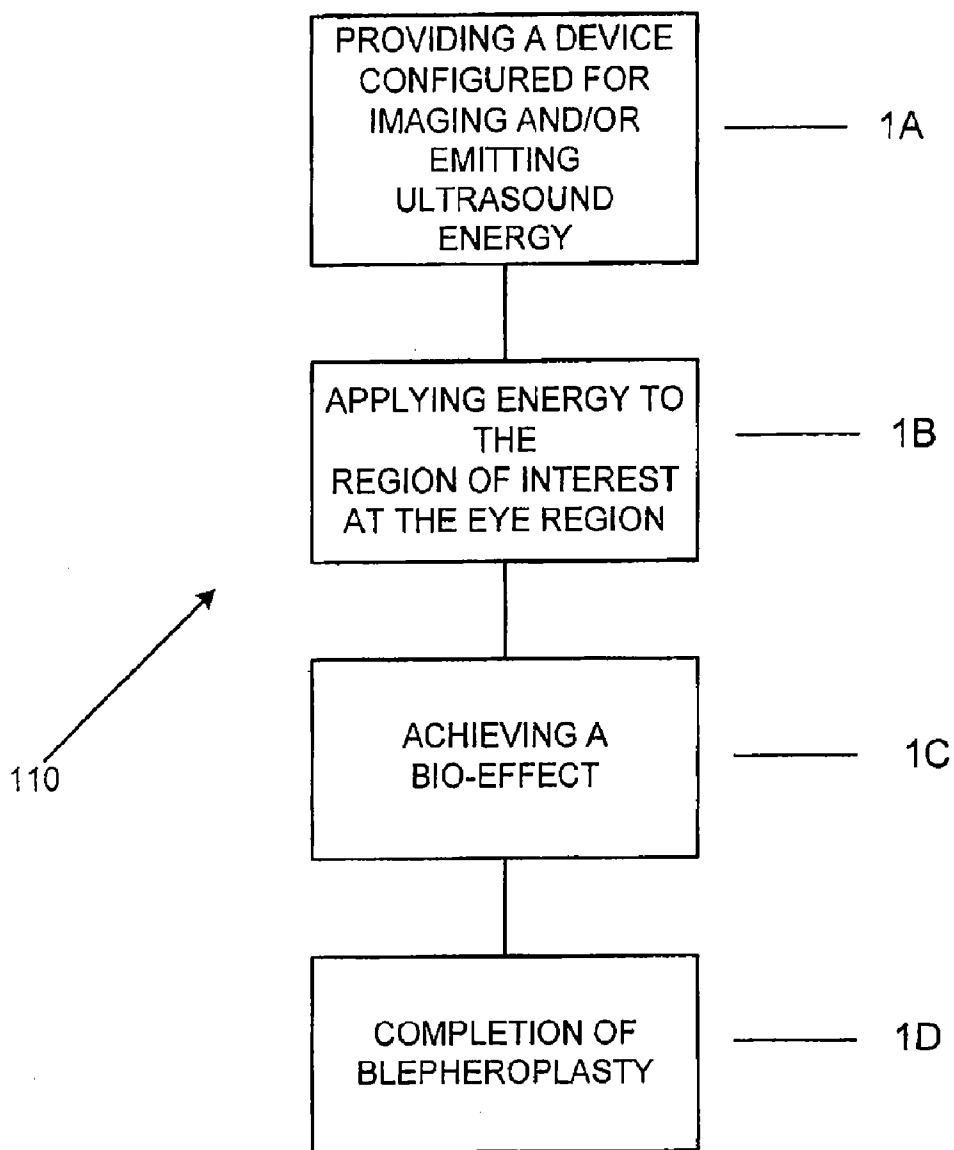 PROVIDING A DEVICE
CONFIGURED FOR
IMAGING AND/OR
EMITTING
ULTRASOUND
ENERGY
1A
APPLYING ENERGY TO
THE
REGION OF INTEREST
AT THE EYE REGION
1B
110
ACHIEVING A
BIO-EFFECT
1C
COMPLETION OF
BLEPHEROPLASTY
1D